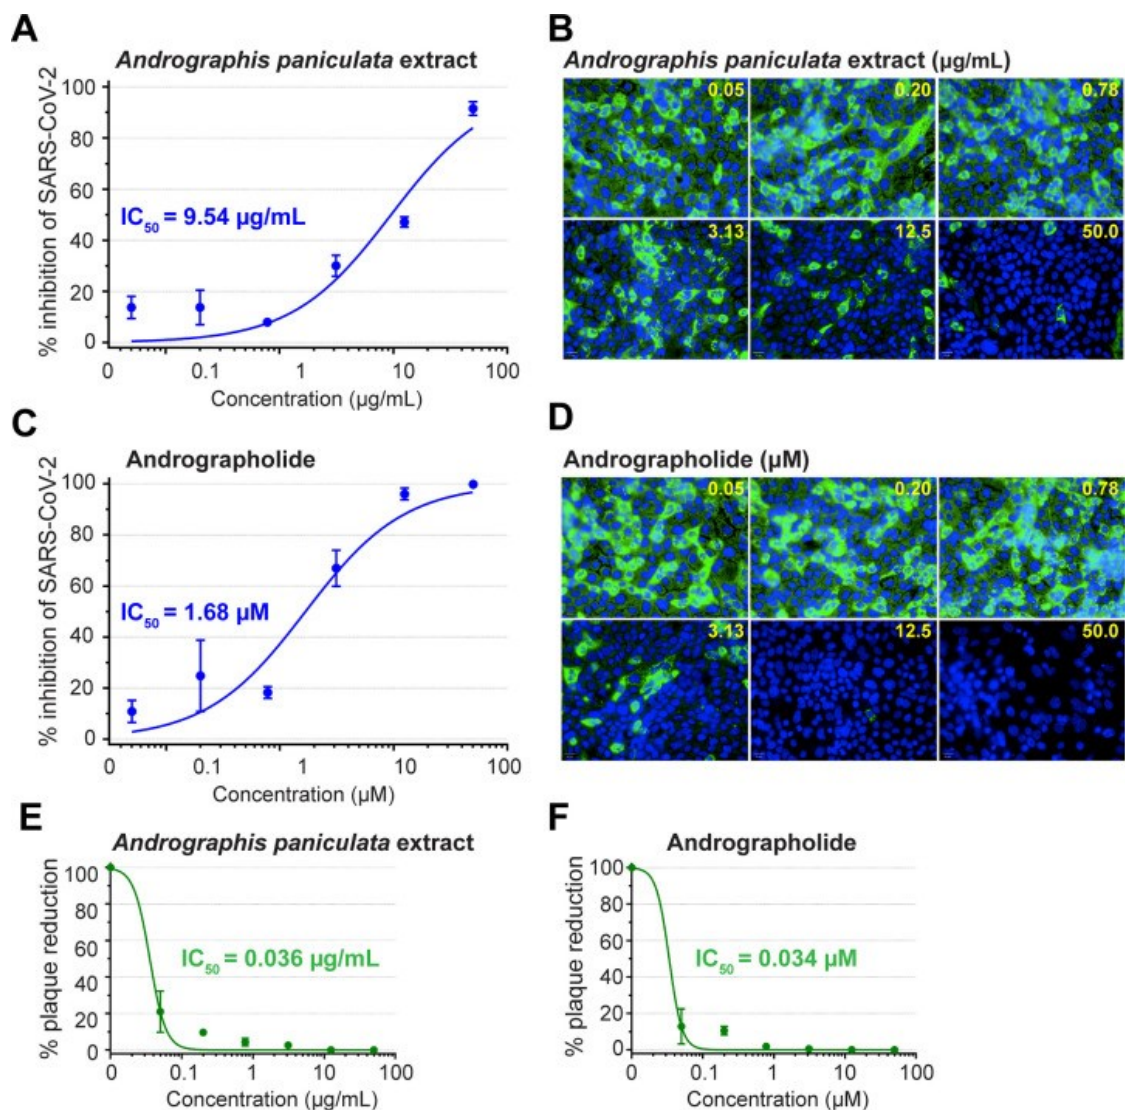 A
Andrographis paniculata extract
% inhibition of SARS-CoV-2
100
80
60
40
20
0
IC50 = 9.54 µg/mL
0 0.1 1 10 100
Concentration (µg/mL)
B
Andrographis paniculata extract (µg/mL)
0.05 0.20 0.78
3.13 12.5 50.0
C
Andrographolide
% inhibition of SARS-CoV-2
100
80
60
40
20
0
IC50 = 1.68 µM
0 0.1 1 10 100
Concentration (µM)
D
Andrographolide (µM)
0.05 0.20 0.78
3.13 12.5 50.0
E
Andrographis paniculata extract
% plaque reduction
100
80
60
40
20
0
IC50 = 0.036 µg/mL
0 0.1 1 10 100
Concentration (µg/mL)
F
Andrographolide
% plaque reduction
100
80
60
40
20
0
IC50 = 0.034 µM
0 0.1 1 10 100
Concentration (µM)